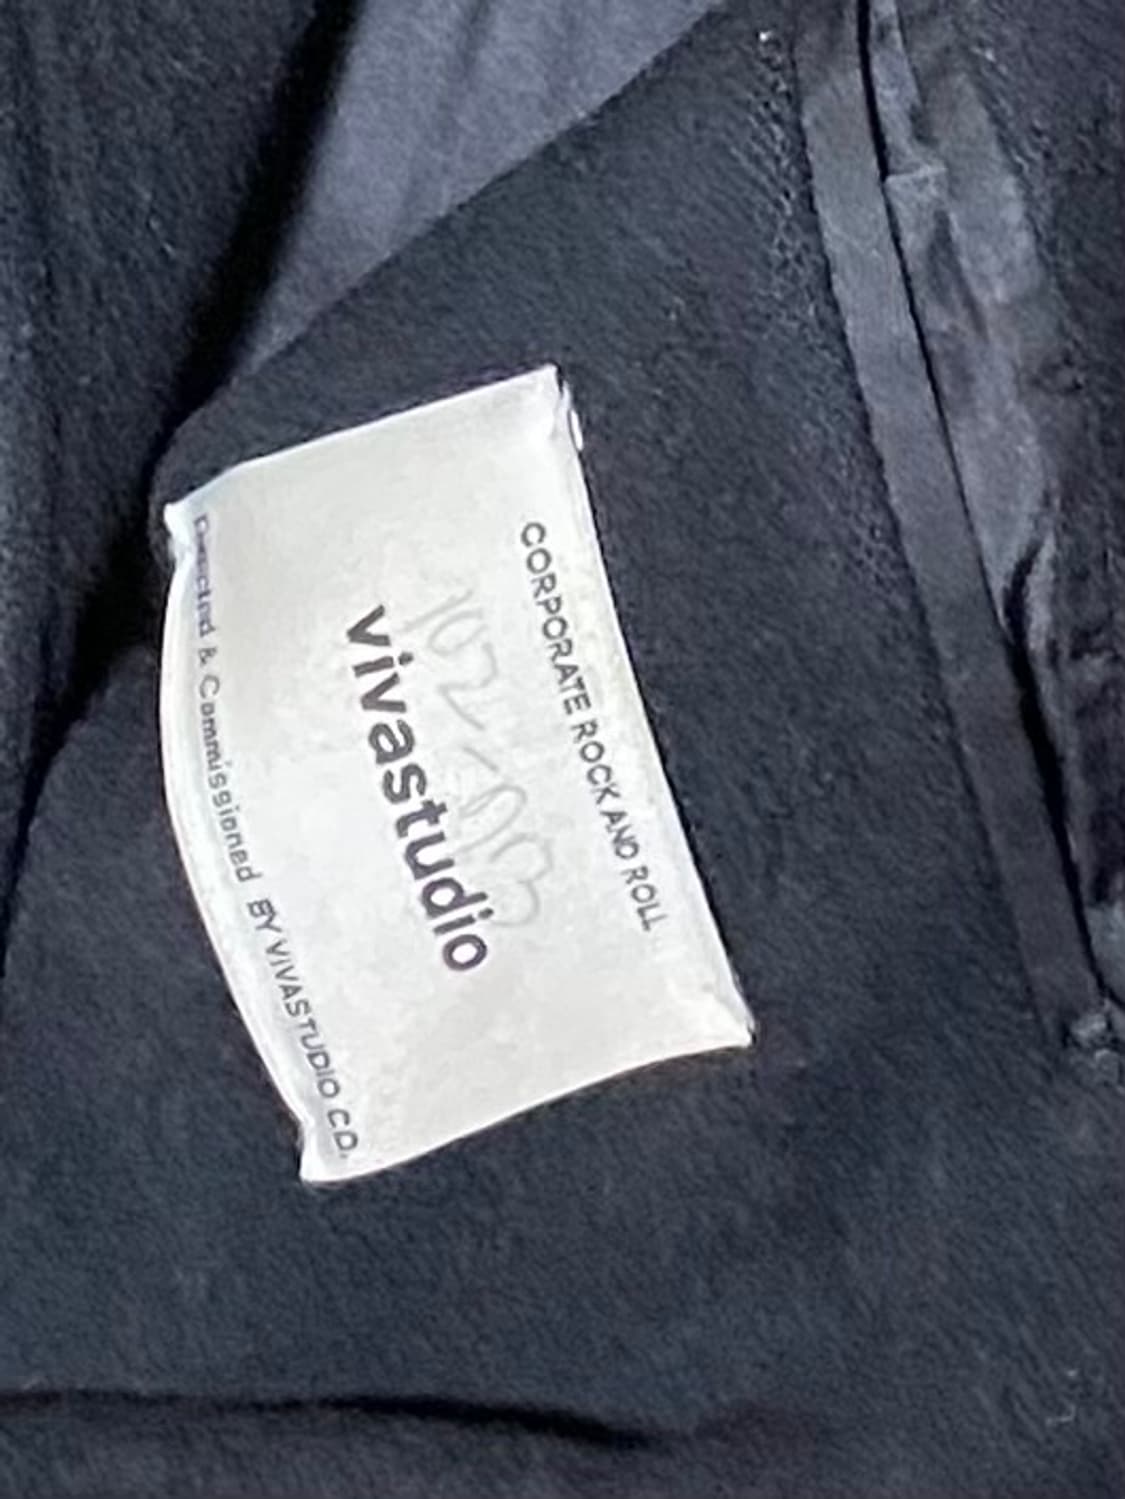 CORPORATE ROCK AND ROLL
vivastudio
& Commissioned BY VIVASTUDIO CO.